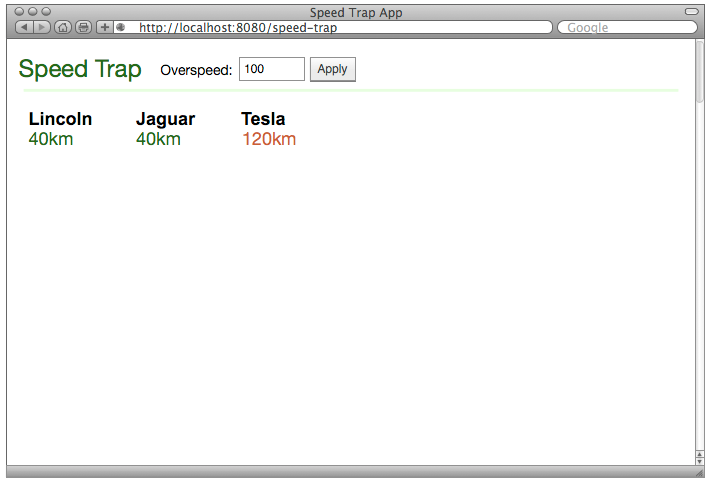 Speed Trap App
http://localhost:8080/speed-trap
Google
Speed Trap Overspeed: 100 Apply
Lincoln Jaguar Tesla
40km 40km 120km